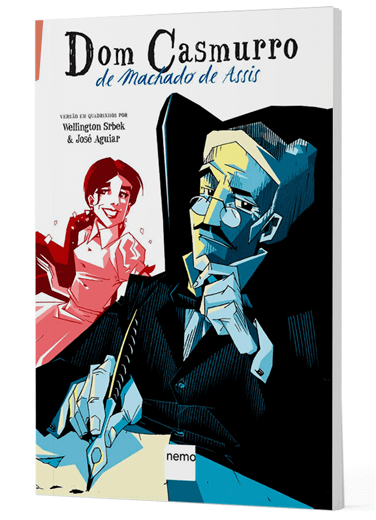 Dom Casmurro
de Machado de Assis
VERSÃO EM QUADRINHOS POR
Wellington Srbek
& José Aguiar
nemo